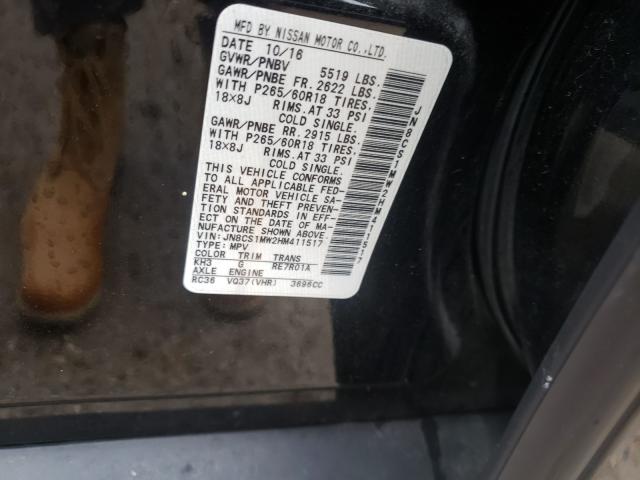 MFD BY NISSAN MOTOR CO.,LTD.
DATE 10/16
GVWR/PNBV 5519 LBS.
GAWR/PNBE FR. 2622 LBS.
WITH P265/60R18 TIRES.
18X8J RIMS.AT 33 PSI
COLD SINGLE.
GAWR/PNBE RR. 2915 LBS.
WITH P265/60R18 TIRES.
18X8J RIMS.AT 33 PSI
COLD SINGLE.
THIS VEHICLE CONFORMS
TO ALL APPLICABLE FED-
ERAL MOTOR VEHICLE SA-
FETY AND THEFT PREVEN-
TION STANDARDS IN EFF-
ECT ON THE DATE OF MA-
NUFACTURE SHOWN ABOVE.
VIN: JN8CS1MW2HM411517
TYPE: MPV
COLOR TRIM TRANS
KH3 G RE7R01A
AXLE ENGINE
RC36 VQ37(VHR) 3696CC
JN8CS1MW2HM411517